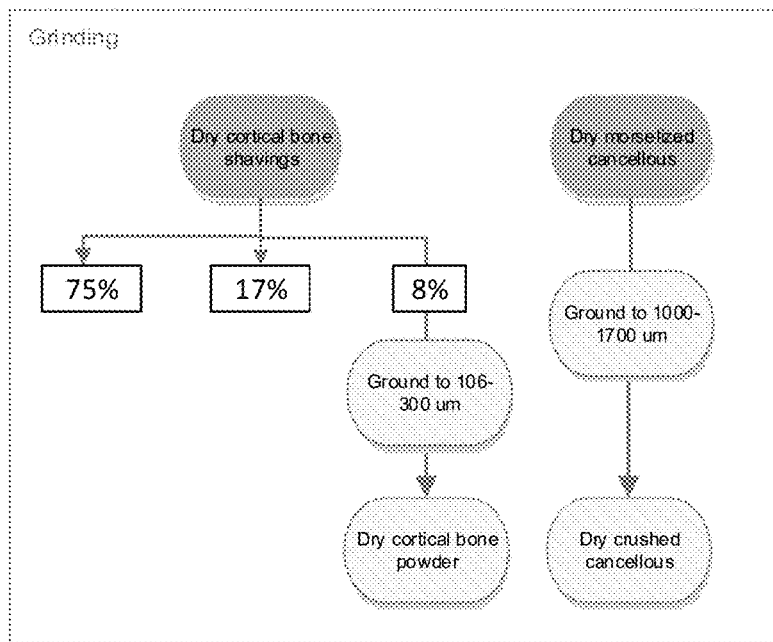 Grinding
Dry cortical bone
shavings
Dry morselized
cancellous
75%
17%
8%
Ground to 1000-
1700 um
Ground to 106-
300 um
Dry cortical bone
powder
Dry crushed
cancellous